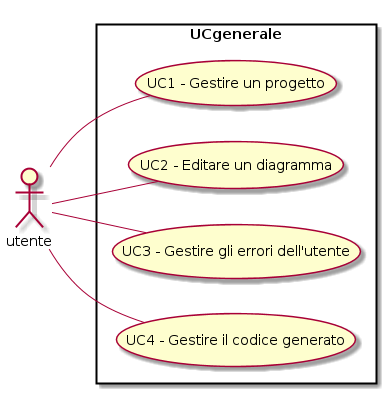 UCgenerale
UC1 - Gestire un progetto
UC2 - Editare un diagramma
utente
UC3 - Gestire gli errori dell'utente
UC4 - Gestire il codice generato